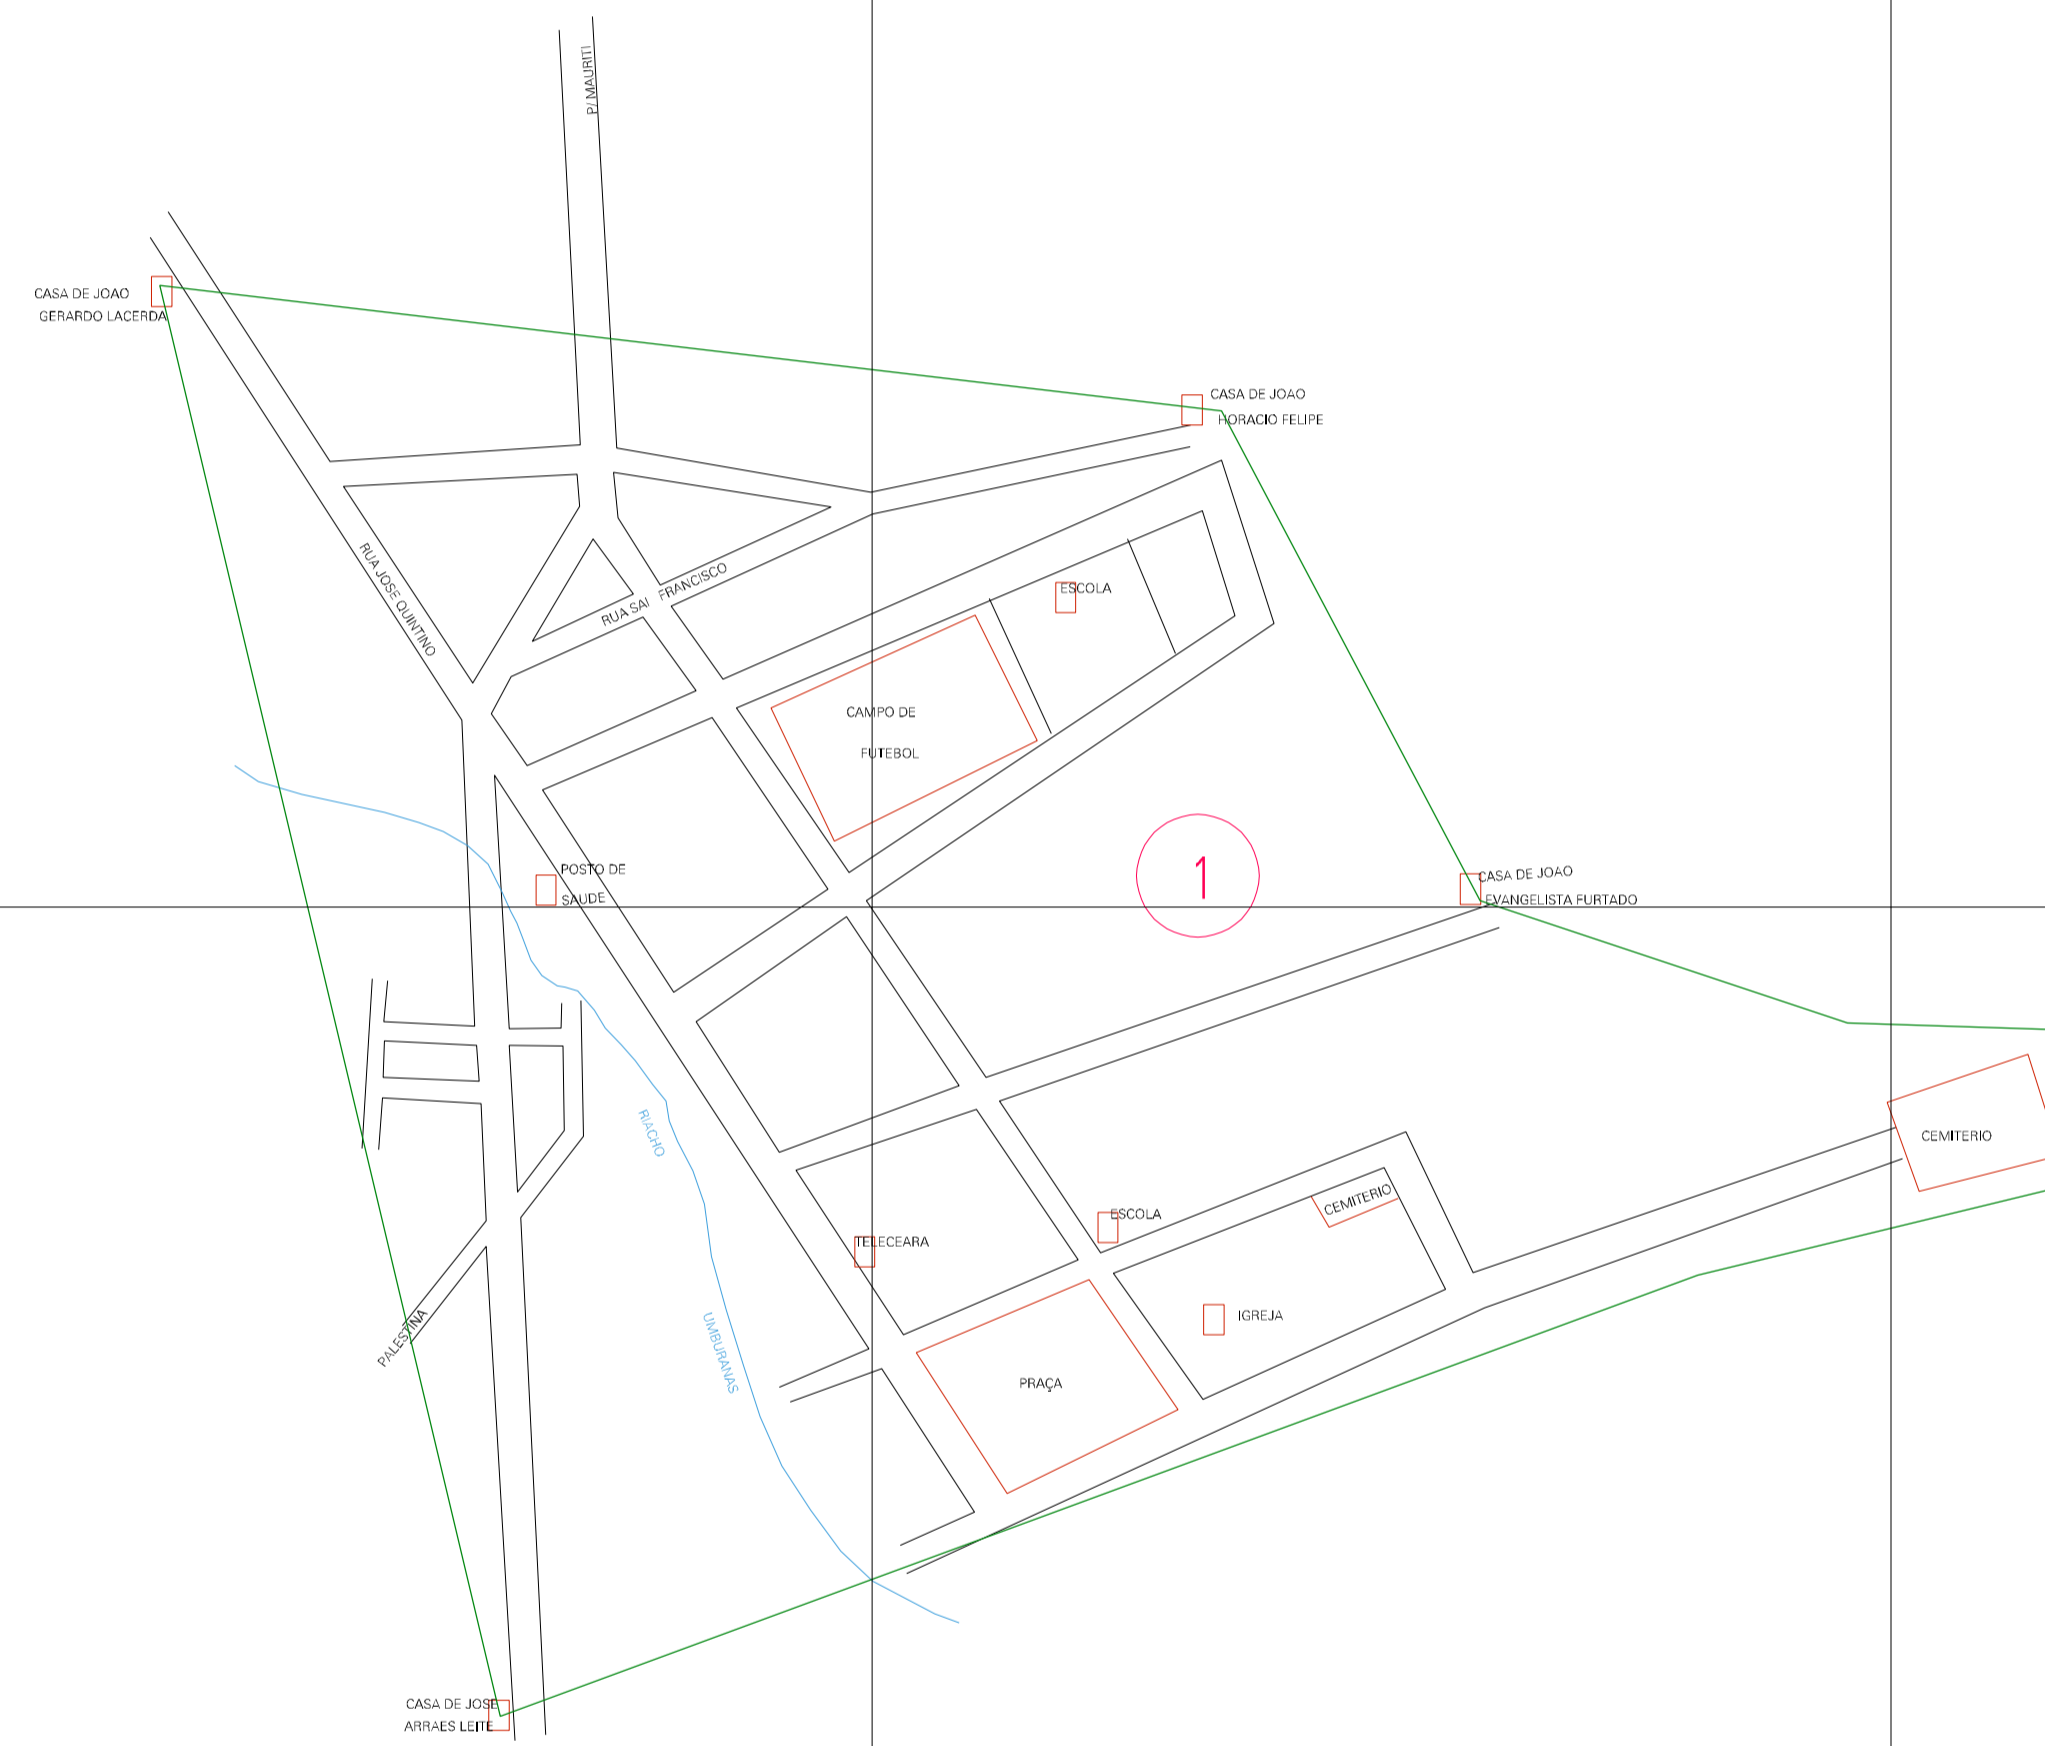 P/ MAURITI
CASA DE JOAO
GERARDO LACERDA
CASA DE JOAO
HORACIO FELIPE
RUA JOSE QUINTINO
RUA SAI FRANCISCO
ESCOLA
CAMPO DE
FUTEBOL
1
POSTO DE
SAUDE
CASA DE JOAO
EVANGELISTA FURTADO
RIACHO
UMBURANAS
CEMITERIO
CEMITERIO
ESCOLA
TELECEARA
IGREJA
PALESTINA
PRAÇA
CASA DE JOSE
ARRAES LEITE